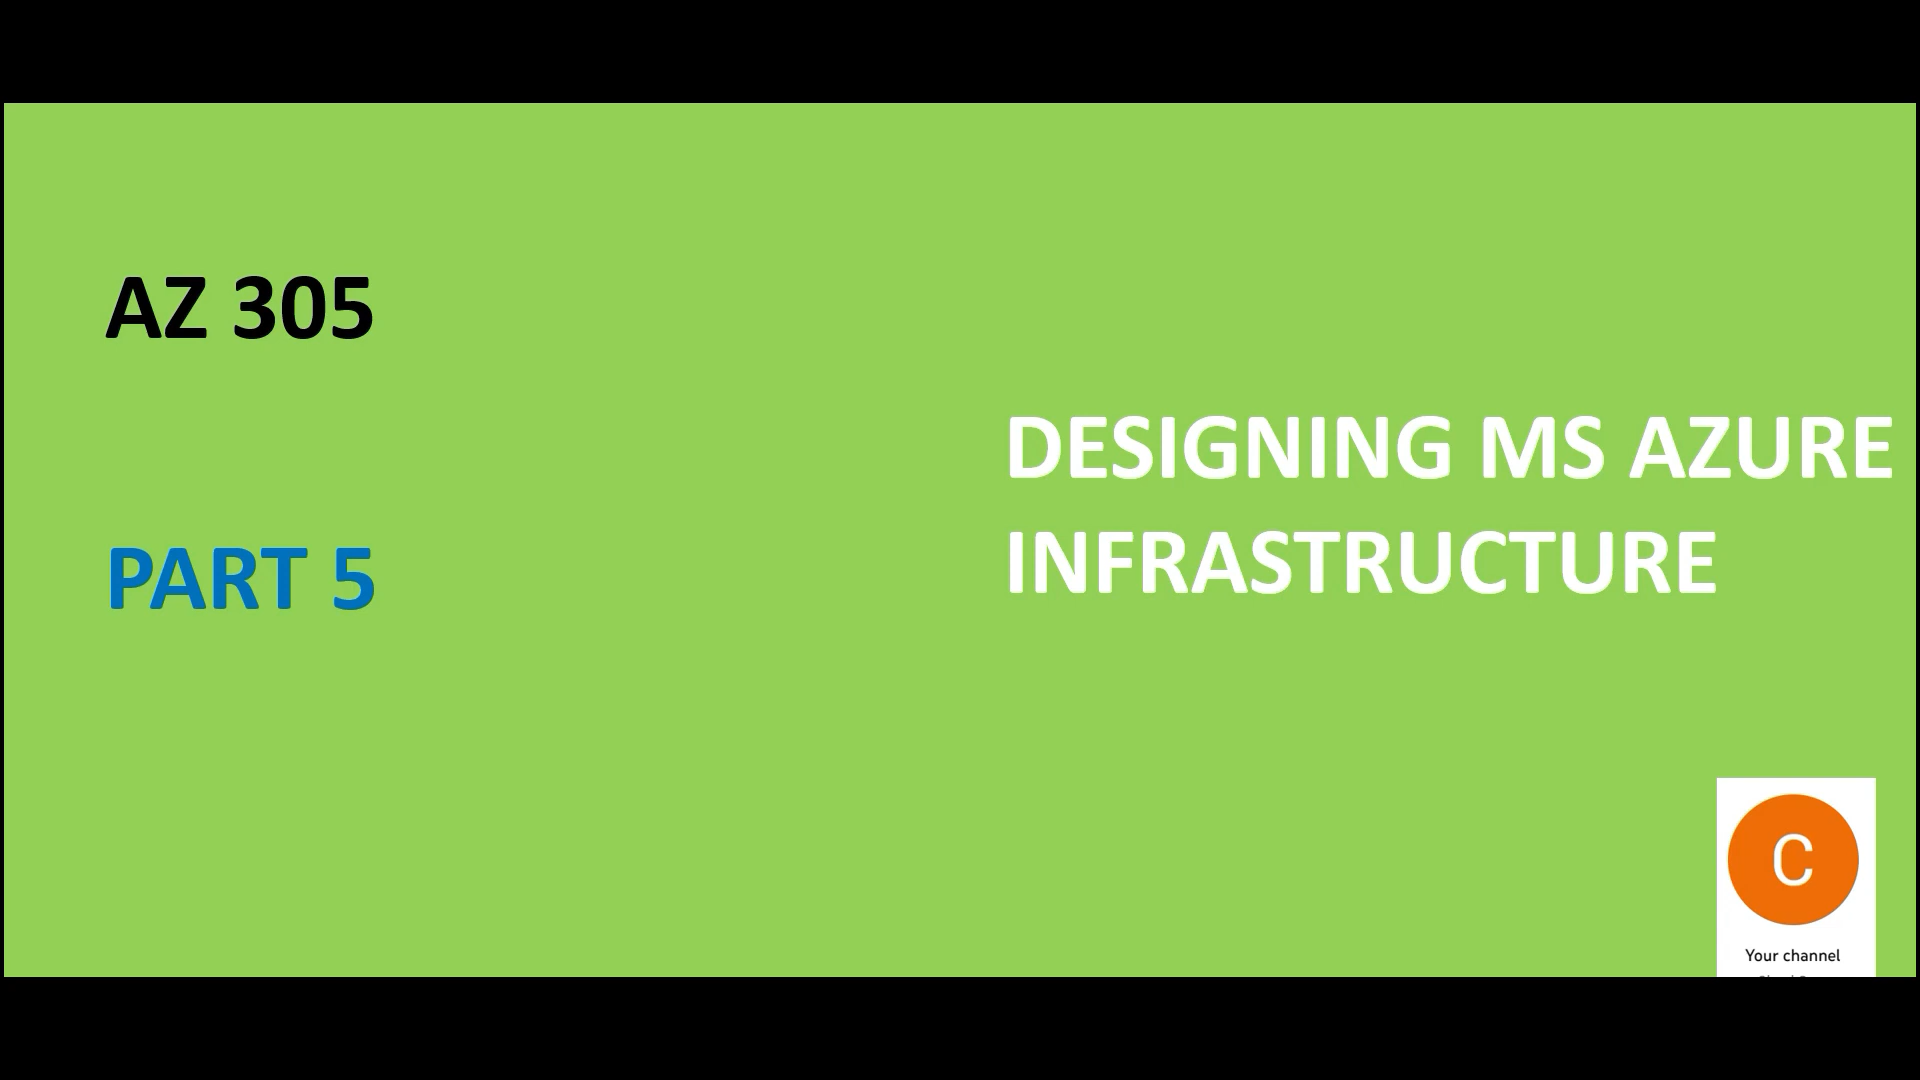 AZ 305
DESIGNING MS AZURE
INFRASTRUCTURE
PART 5
C
Your channel